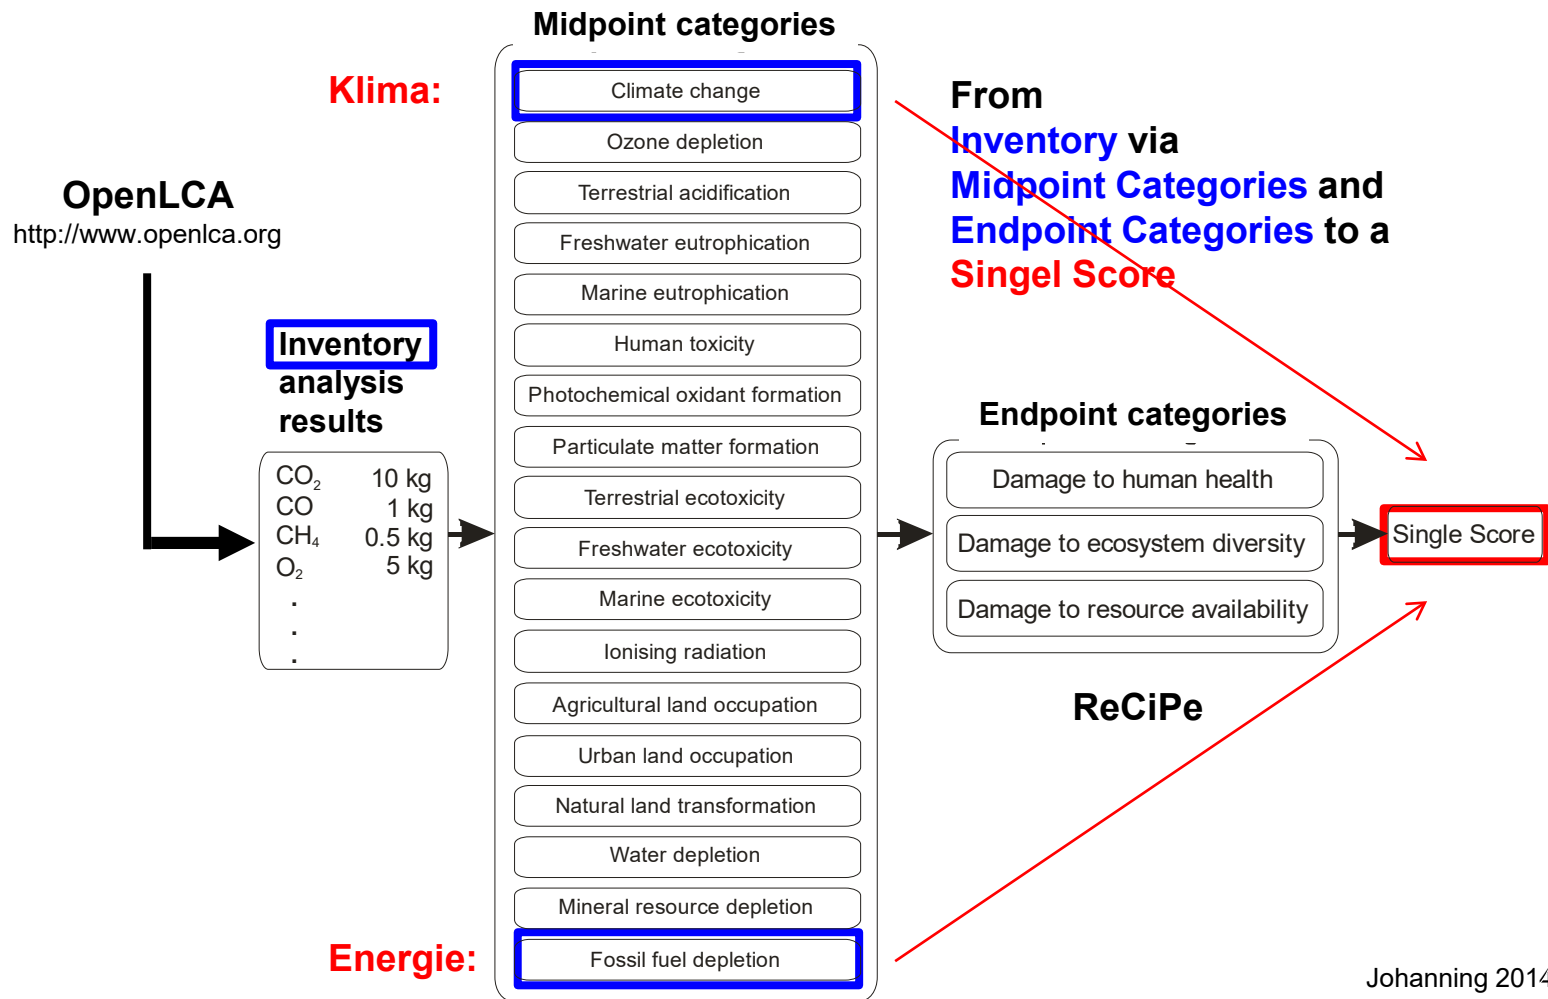 Midpoint categories
Klima:
Climate change
Ozone depletion
Terrestrial acidification
Freshwater eutrophication
Marine eutrophication
Human toxicity
Photochemical oxidant formation
Particulate matter formation
Terrestrial ecotoxicity
Freshwater ecotoxicity
Marine ecotoxicity
Ionising radiation
Agricultural land occupation
Urban land occupation
Natural land transformation
Water depletion
Mineral resource depletion
Energie:
Fossil fuel depletion
OpenLCA
http://www.openlca.org
Inventory
analysis
results
CO₂ 10 kg
CO 1 kg
CH₄ 0.5 kg
O₂ 5 kg
.
.
.
From
Inventory via
Midpoint Categories and
Endpoint Categories to a
Singel Score
Endpoint categories
Damage to human health
Damage to ecosystem diversity
Damage to resource availability
Single Score
ReCiPe
Johanning 2014